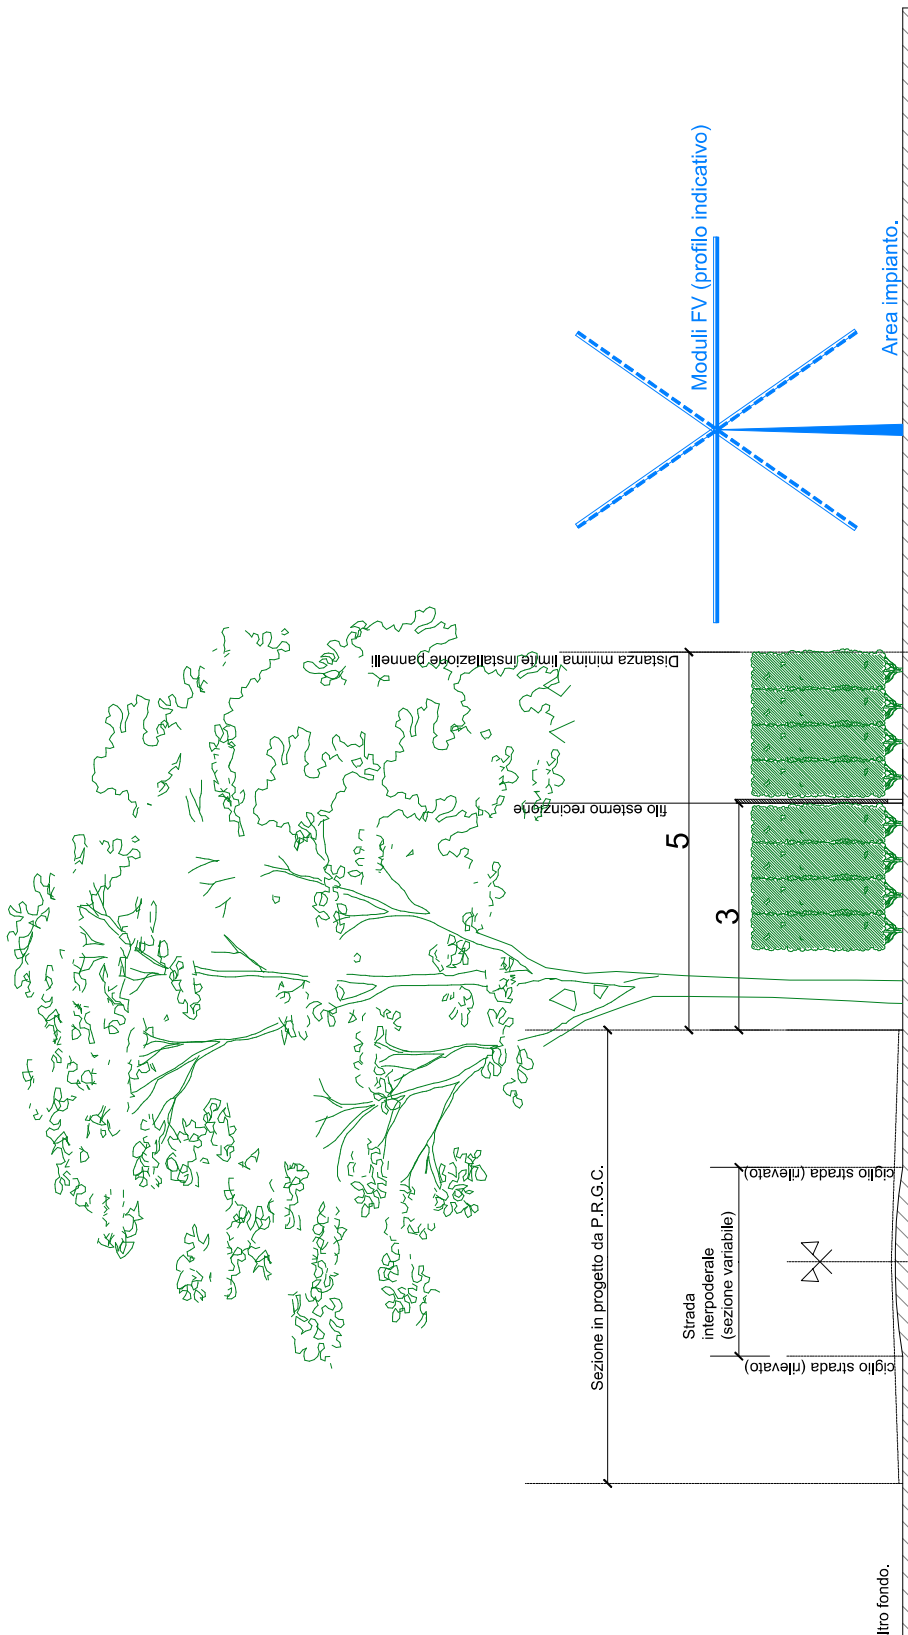 Moduli FV (profilo indicativo)
Area impianto.
Distanza minima limite installazione pannelli
filo esterno recinzione
5
3
Sezione in progetto da P.R.G.C.
Strada
interpoderale
(sezione variabile)
ciglio strada (rilevato)
ciglio strada (rilevato)
fondo.